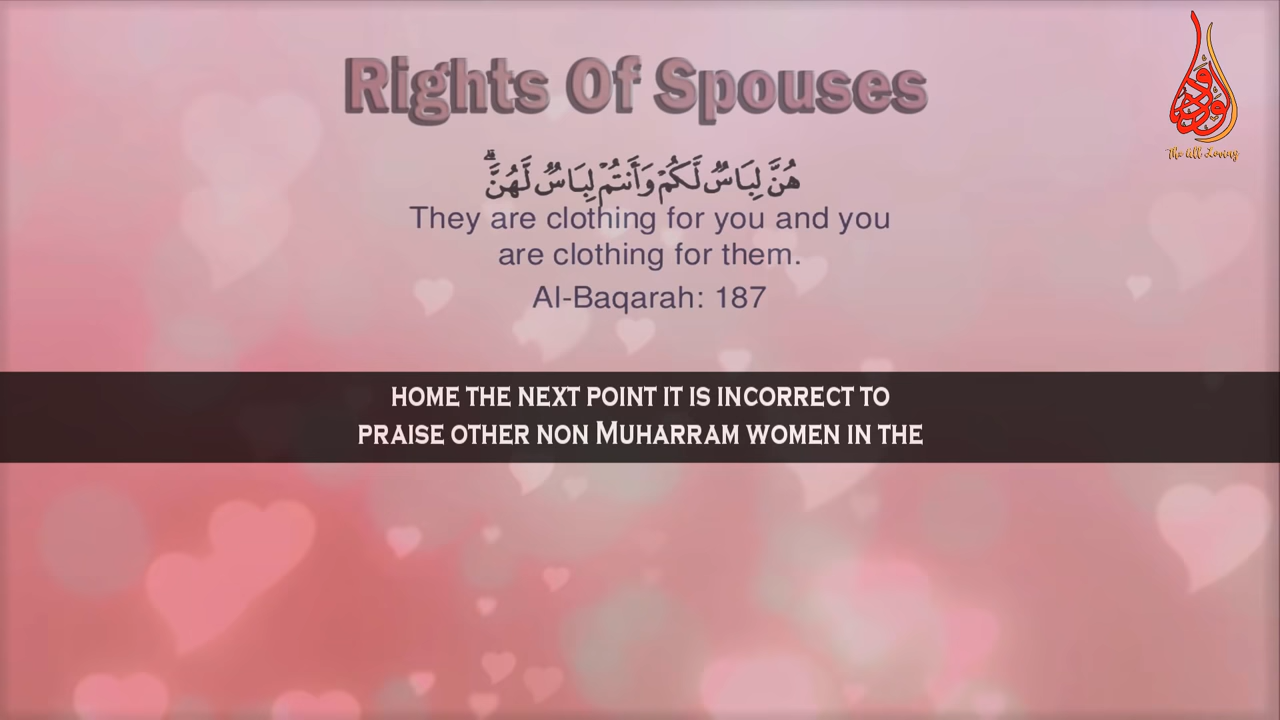 Rights Of Spouses
هُنَّ لِبَاسٌ لَّكُمْ وَأَنتُمْ لِبَاسٌ لَّهُنَّ ۗ
They are clothing for you and you
are clothing for them.
Al-Baqarah: 187
HOME THE NEXT POINT IT IS INCORRECT TO
PRAISE OTHER NON MUHARRAM WOMEN IN THE
الودود
The All Loving